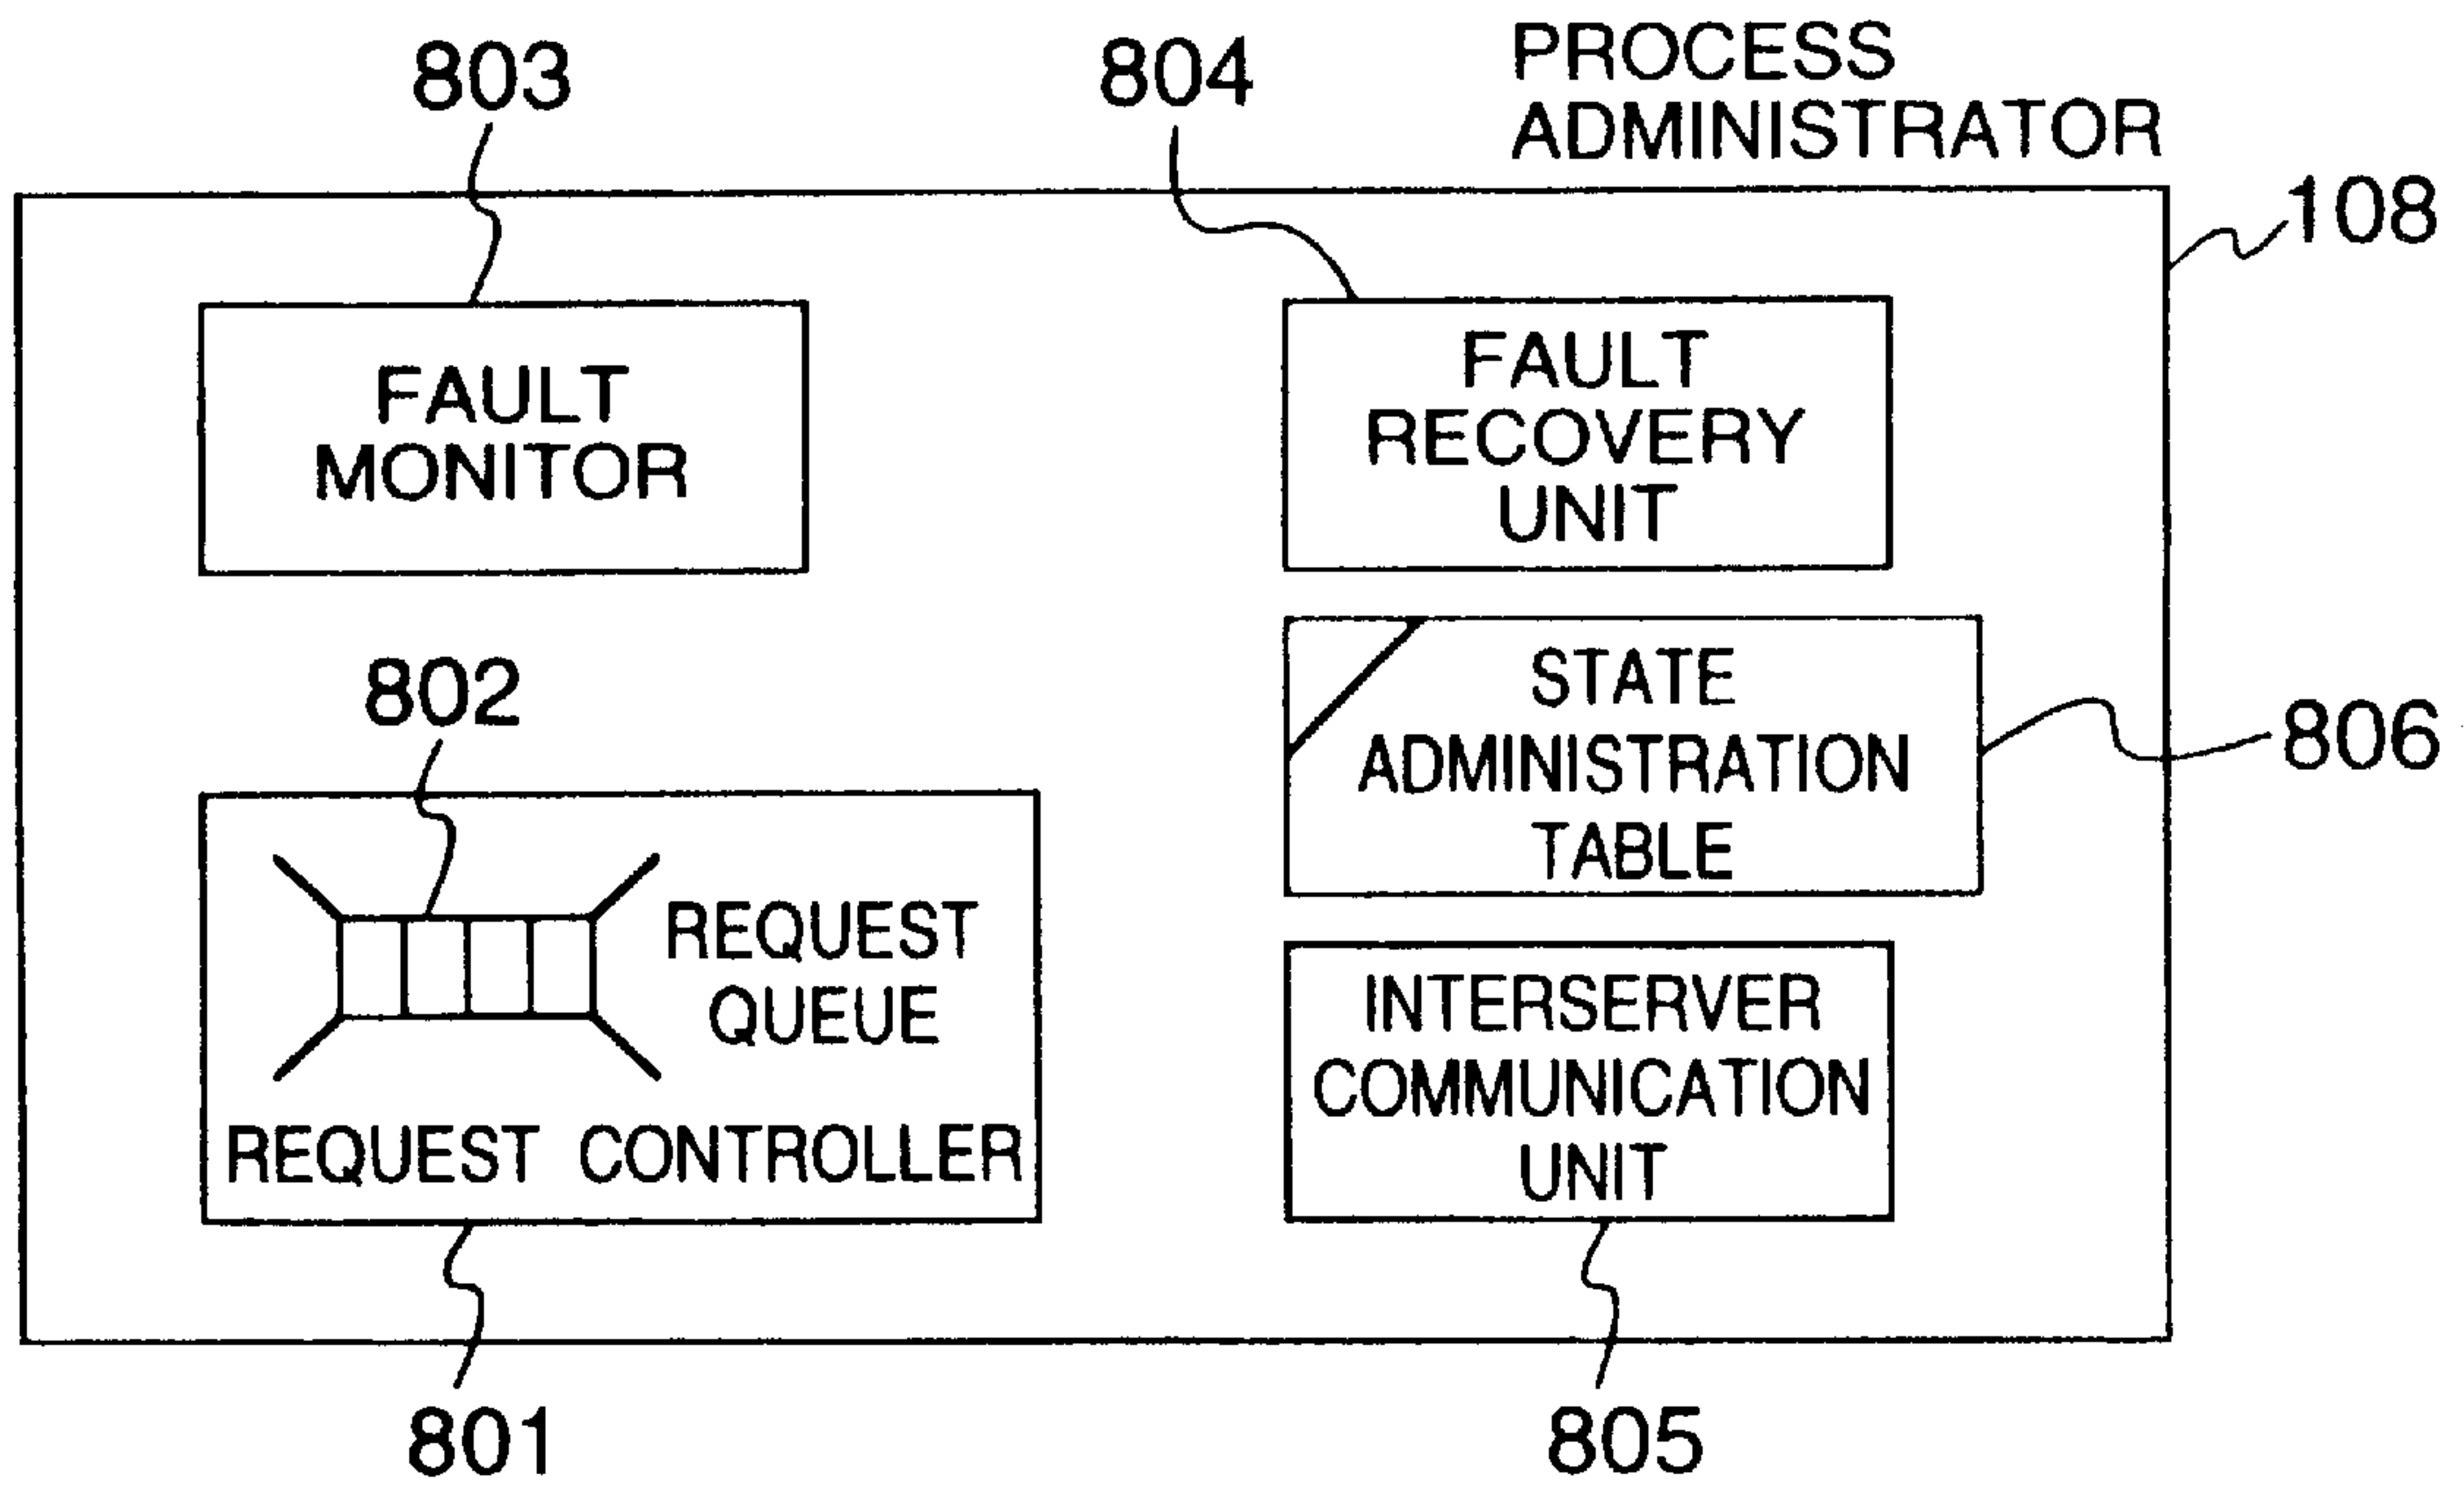 803
804
PROCESS
ADMINISTRATOR
108
FAULT
MONITOR
FAULT
RECOVERY
UNIT
802
STATE
ADMINISTRATION
TABLE
806
REQUEST
QUEUE
REQUEST CONTROLLER
INTERSERVER
COMMUNICATION
UNIT
801
805